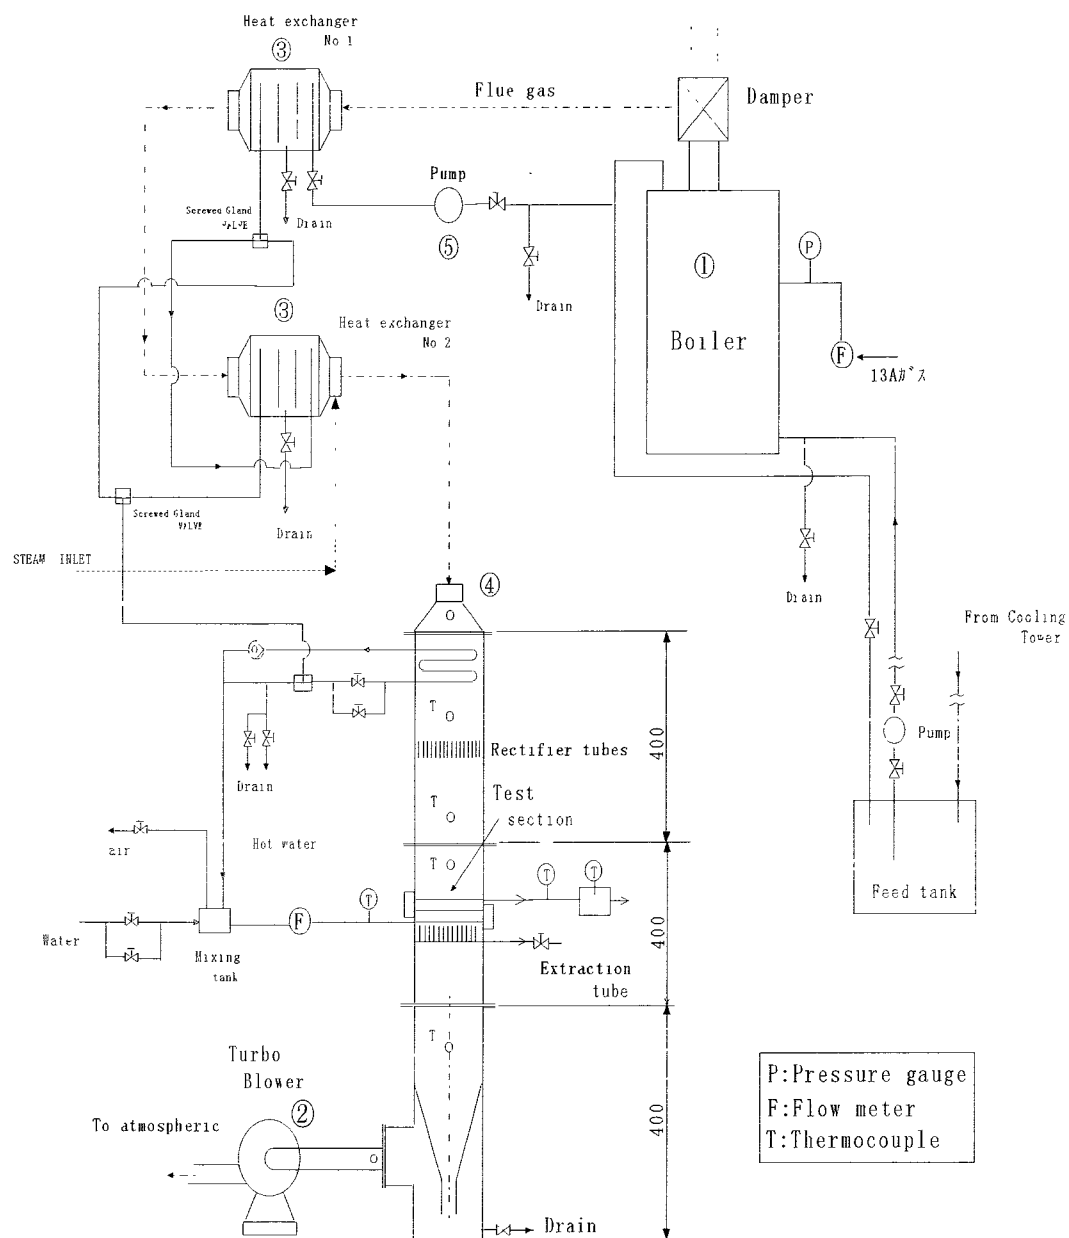 Heat exchanger
No 1
③
Flue gas
Damper
Pump
⑤
Screwed Gland
Drain
Drain
①
Boiler
P
F
13Aガス
③
Heat exchanger
No 2
Screwed Gland
Drain
STEAM INLET
④
Drain
From Cooling
Tower
Pump
Feed tank
T O
Rectifier tubes
400
Drain
Test
section
T O
Hot water
air
T O
T
T
F
T
Water
Mixing
tank
Extraction
tube
400
T O
Turbo
Blower
②
To atmospheric
400
Drain
P:Pressure gauge
F:Flow meter
T:Thermocouple